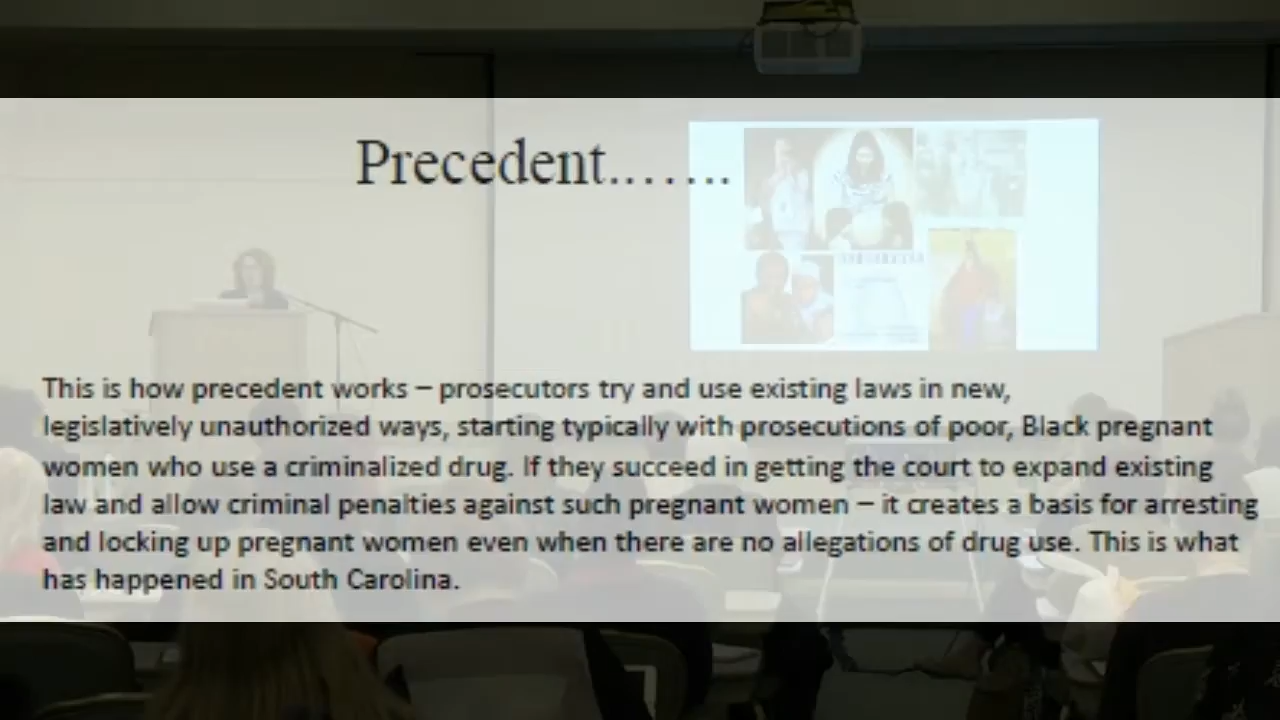 Precedent.……
This is how precedent works – prosecutors try and use existing laws in new,
legislatively unauthorized ways, starting typically with prosecutions of poor, Black pregnant
women who use a criminalized drug. If they succeed in getting the court to expand existing
law and allow criminal penalties against such pregnant women – it creates a basis for arresting
and locking up pregnant women even when there are no allegations of drug use. This is what
has happened in South Carolina.